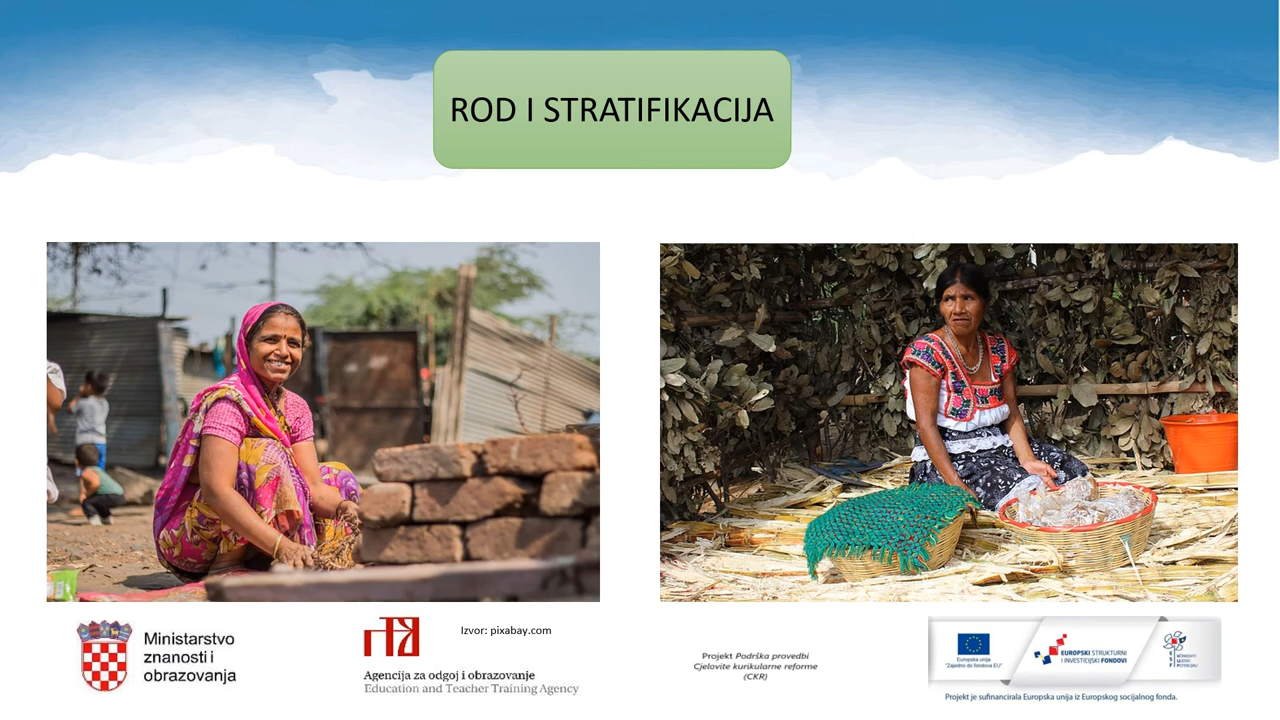 ROD I STRATIFIKACIJA
Ministarstvo
znanosti i
obrazovanja
Izvor: pixabay.com
Agencija za odgoj i obrazovanje
Education and Teacher Training Agency
Projekt Podrška provedbi
Cjelovite kurikularne reforme
(CKR)
Europska unija
"Zajedno do fondova EU"
EUROPSKI STRUKTURNI
I INVESTICIJSKI FONDOVI
Projekt je sufinancirala Europska unija iz Europskog socijalnog fonda.